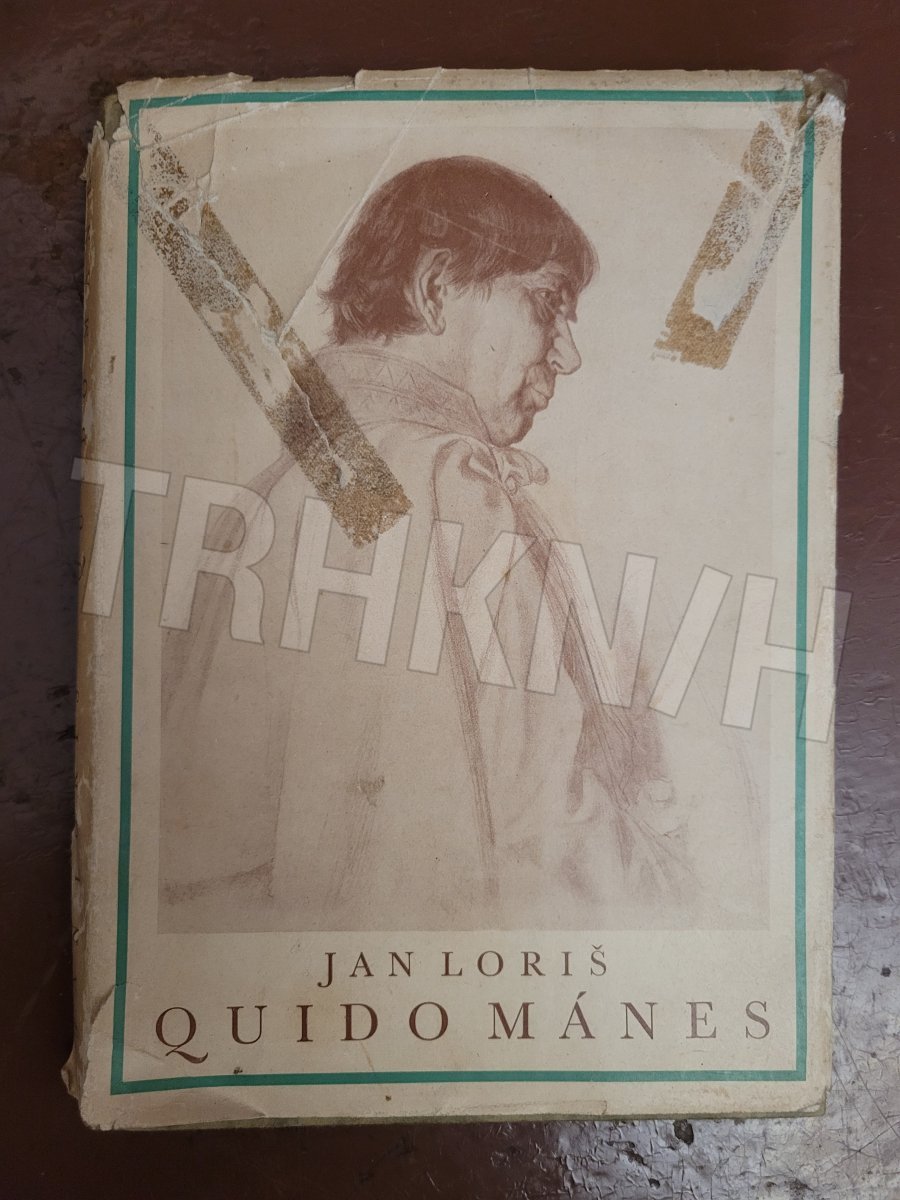 TRHKNIH
JAN LORIŠ
QUIDO MÁNES